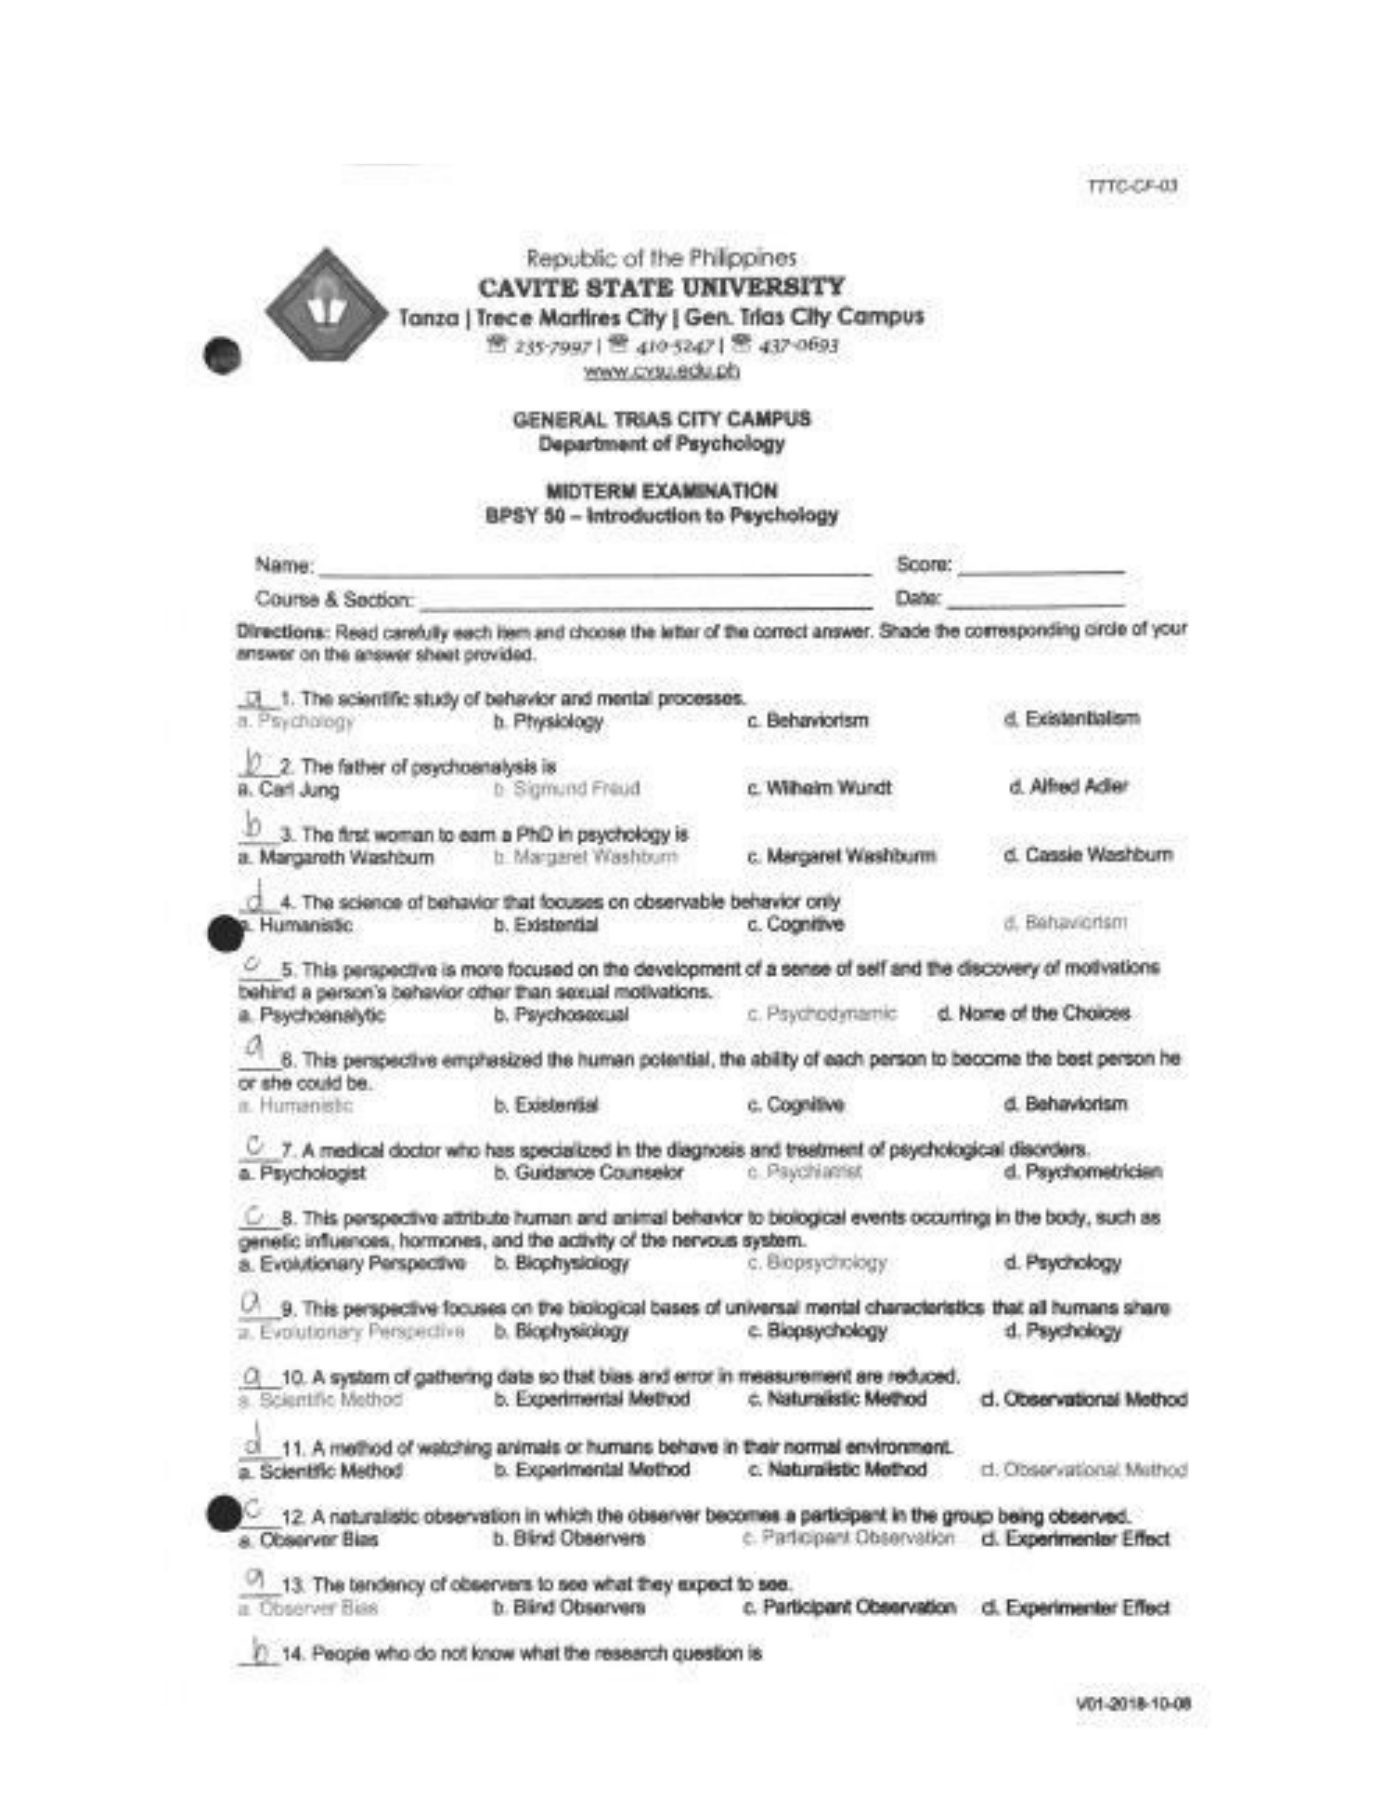 TTTC-CF-03
Republic of the Philippines
CAVITE STATE UNIVERSITY
Tanza | Trece Martires City | Gen. Trias City Campus
☏ 235-7997 | ☏ 410-5247 | ☏ 437-0693
www.cvsu.edu.ph
GENERAL TRIAS CITY CAMPUS
Department of Psychology
MIDTERM EXAMINATION
BPSY 50 – Introduction to Psychology
Name: Score:
Course & Section: Date:
Directions: Read carefully each item and choose the letter of the correct answer. Shade the corresponding circle of your
answer on the answer sheet provided.
a 1. The scientific study of behavior and mental processes.
a. Psychology b. Physiology c. Behaviorism d. Existentialism
b 2. The father of psychoanalysis is
a. Carl Jung b. Sigmund Freud c. Wilhelm Wundt d. Alfred Adler
b 3. The first woman to earn a PhD in psychology is
a. Margareth Washburn b. Margaret Washburn c. Margaret Washburm d. Cassie Washburn
d 4. The science of behavior that focuses on observable behavior only
a. Humanistic b. Existential c. Cognitive d. Behaviorism
c 5. This perspective is more focused on the development of a sense of self and the discovery of motivations
behind a person's behavior other than sexual motivations.
a. Psychoanalytic b. Psychosexual c. Psychodynamic d. None of the Choices
a 6. This perspective emphasized the human potential, the ability of each person to become the best person he
or she could be.
a. Humanistic b. Existential c. Cognitive d. Behaviorism
c 7. A medical doctor who has specialized in the diagnosis and treatment of psychological disorders.
a. Psychologist b. Guidance Counselor c. Psychiatrist d. Psychometrician
c 8. This perspective attribute human and animal behavior to biological events occurring in the body, such as
genetic influences, hormones, and the activity of the nervous system.
a. Evolutionary Perspective b. Biophysiology c. Biopsychology d. Psychology
a 9. This perspective focuses on the biological bases of universal mental characteristics that all humans share
a. Evolutionary Perspective b. Biophysiology c. Biopsychology d. Psychology
a 10. A system of gathering data so that bias and error in measurement are reduced.
a. Scientific Method b. Experimental Method c. Naturalistic Method d. Observational Method
d 11. A method of watching animals or humans behave in their normal environment.
a. Scientific Method b. Experimental Method c. Naturalistic Method d. Observational Method
c 12. A naturalistic observation in which the observer becomes a participant in the group being observed.
a. Observer Bias b. Blind Observers c. Participant Observation d. Experimenter Effect
a 13. The tendency of observers to see what they expect to see.
a. Observer Bias b. Blind Observers c. Participant Observation d. Experimenter Effect
b 14. People who do not know what the research question is
V01-2018-10-08